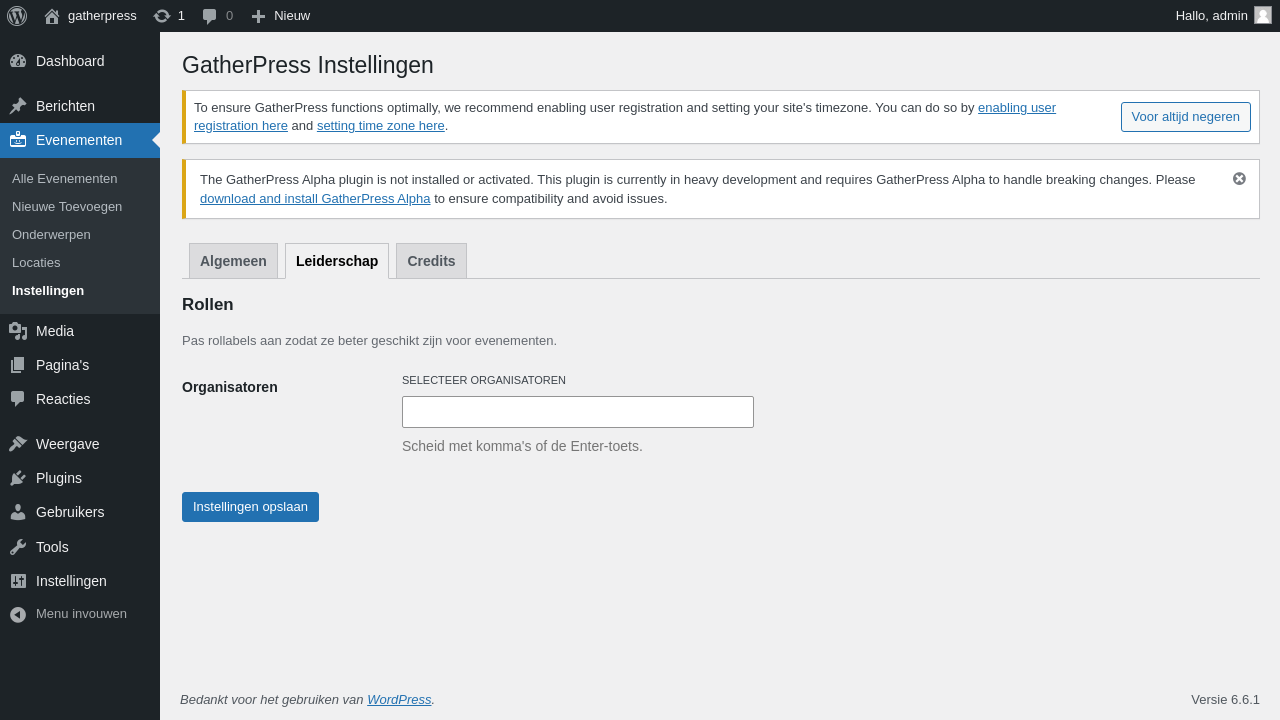 gatherpress 1 0 Nieuw Hallo, admin
Dashboard
Berichten
Evenementen
Alle Evenementen
Nieuwe Toevoegen
Onderwerpen
Locaties
Instellingen
Media
Pagina's
Reacties
Weergave
Plugins
Gebruikers
Tools
Instellingen
Menu invouwen
GatherPress Instellingen
To ensure GatherPress functions optimally, we recommend enabling user registration and setting your site's timezone. You can do so by enabling user
registration here and setting time zone here.
Voor altijd negeren
The GatherPress Alpha plugin is not installed or activated. This plugin is currently in heavy development and requires GatherPress Alpha to handle breaking changes. Please
download and install GatherPress Alpha to ensure compatibility and avoid issues.
Algemeen Leiderschap Credits
Rollen
Pas rollabels aan zodat ze beter geschikt zijn voor evenementen.
Organisatoren
SELECTEER ORGANISATOREN
Scheid met komma's of de Enter-toets.
Instellingen opslaan
Bedankt voor het gebruiken van WordPress. Versie 6.6.1